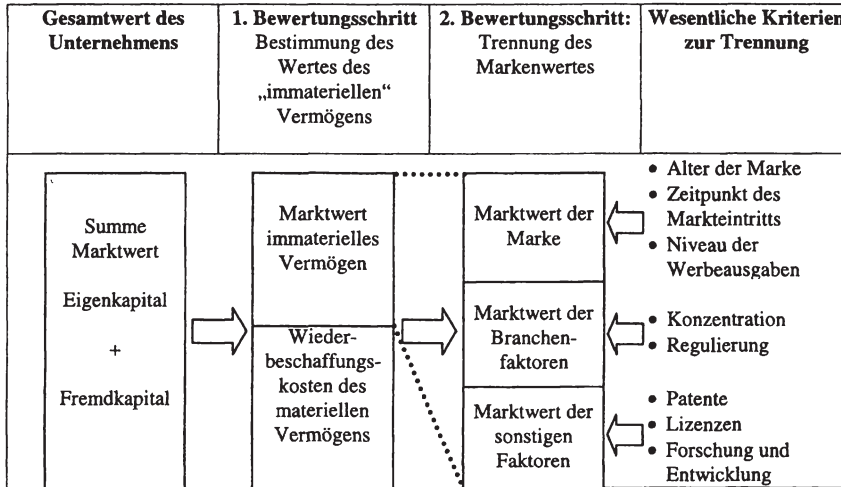 Gesamtwert des
Unternehmens
1. Bewertungsschritt
Bestimmung des
Wertes des
„immateriellen“
Vermögens
2. Bewertungsschritt:
Trennung des
Markenwertes
Wesentliche Kriterien
zur Trennung
Summe
Marktwert
Eigenkapital
+
Fremdkapital
Marktwert
immaterielles
Vermögen
Wieder-
beschaffungs-
kosten des
materiellen
Vermögens
Marktwert der
Marke
Marktwert der
Branchen-
faktoren
Marktwert der
sonstigen
Faktoren
• Alter der Marke
• Zeitpunkt des
Markteintritts
• Niveau der
Werbeausgaben
• Konzentration
• Regulierung
• Patente
• Lizenzen
• Forschung und
Entwicklung